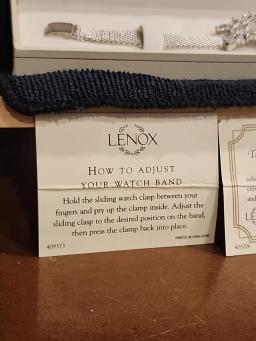 LENOX
HOW TO ADJUST
YOUR WATCH BAND
Hold the sliding watch clasp between your
fingers and pry up the clamp inside. Adjust the
sliding clasp to the desired position on the band,
then press the clamp back into place.
PRINTED IN HONG KONG
409373